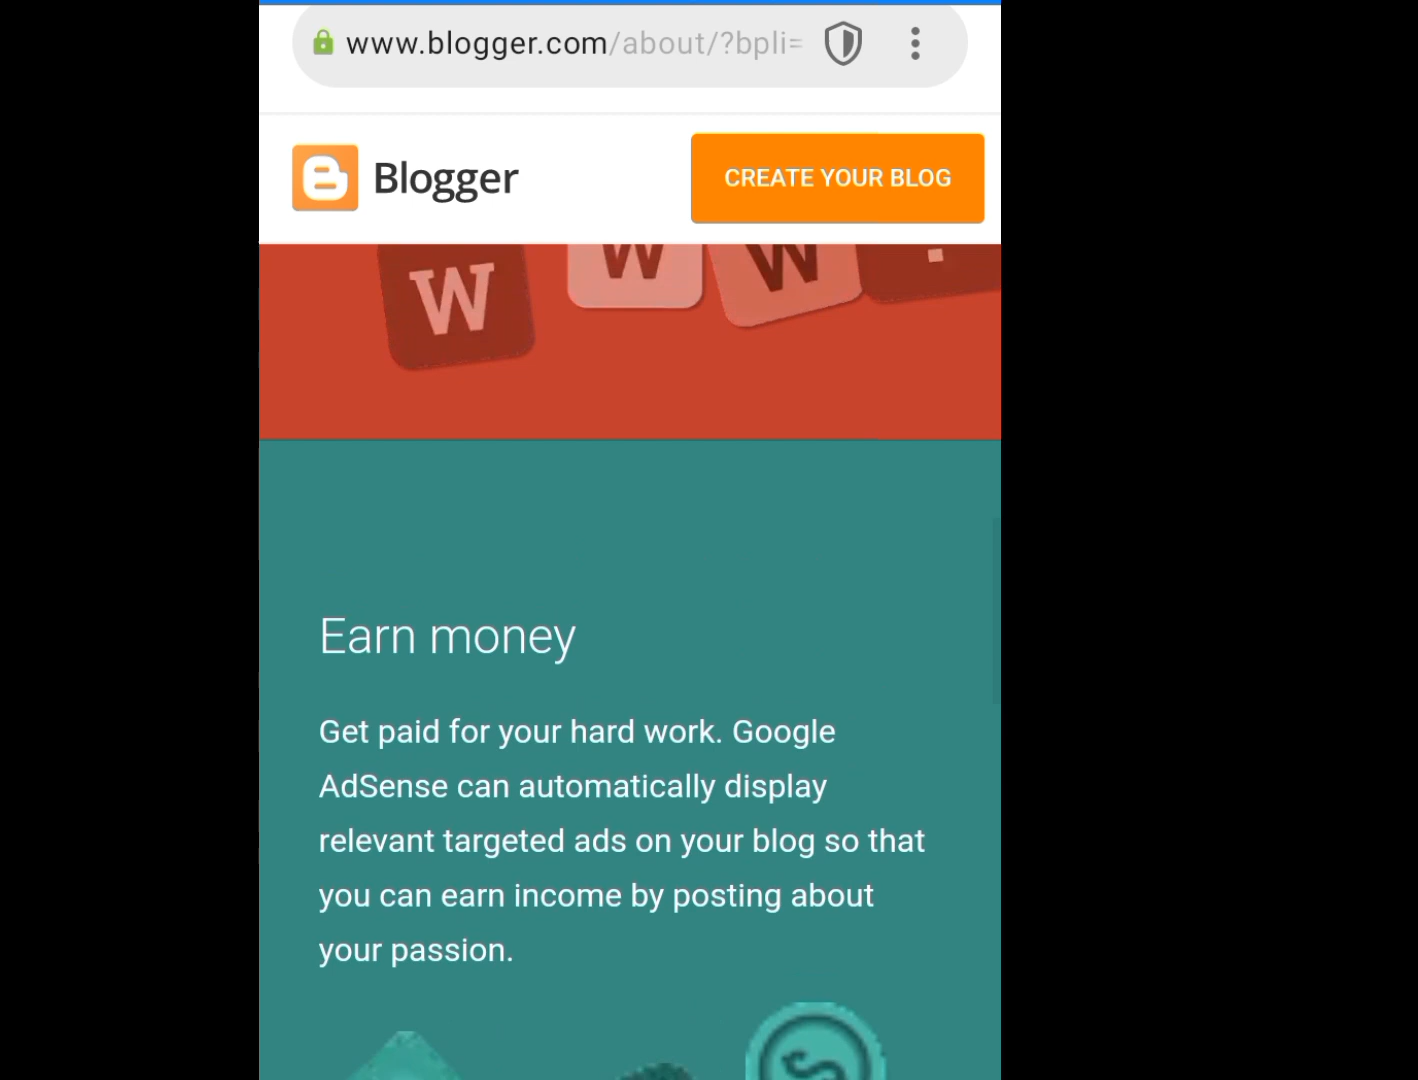 www.blogger.com/about/?bpli=
Blogger
CREATE YOUR BLOG
W W W .
Earn money
Get paid for your hard work. Google
AdSense can automatically display
relevant targeted ads on your blog so that
you can earn income by posting about
your passion.